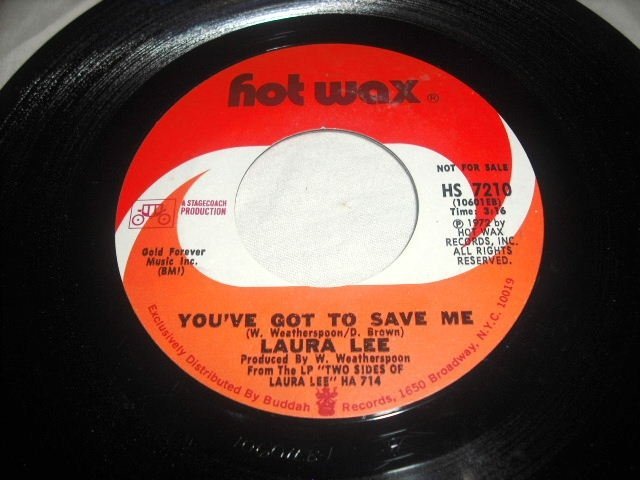 hot wax ®
NOT FOR SALE
HS 7210
(10601EB)
Time: 3:16
Ⓟ 1972 by
HOT WAX
RECORDS, INC.
ALL RIGHTS
RESERVED.
A STAGECOACH
PRODUCTION
Gold Forever
Music Inc.
(BMI)
YOU'VE GOT TO SAVE ME
(W. Weatherspoon/D. Brown)
LAURA LEE
Produced By W. Weatherspoon
From The LP "TWO SIDES OF
LAURA LEE" HA 714
Exclusively Distributed By Buddah Records, 1650 Broadway, N.Y.C. 10019